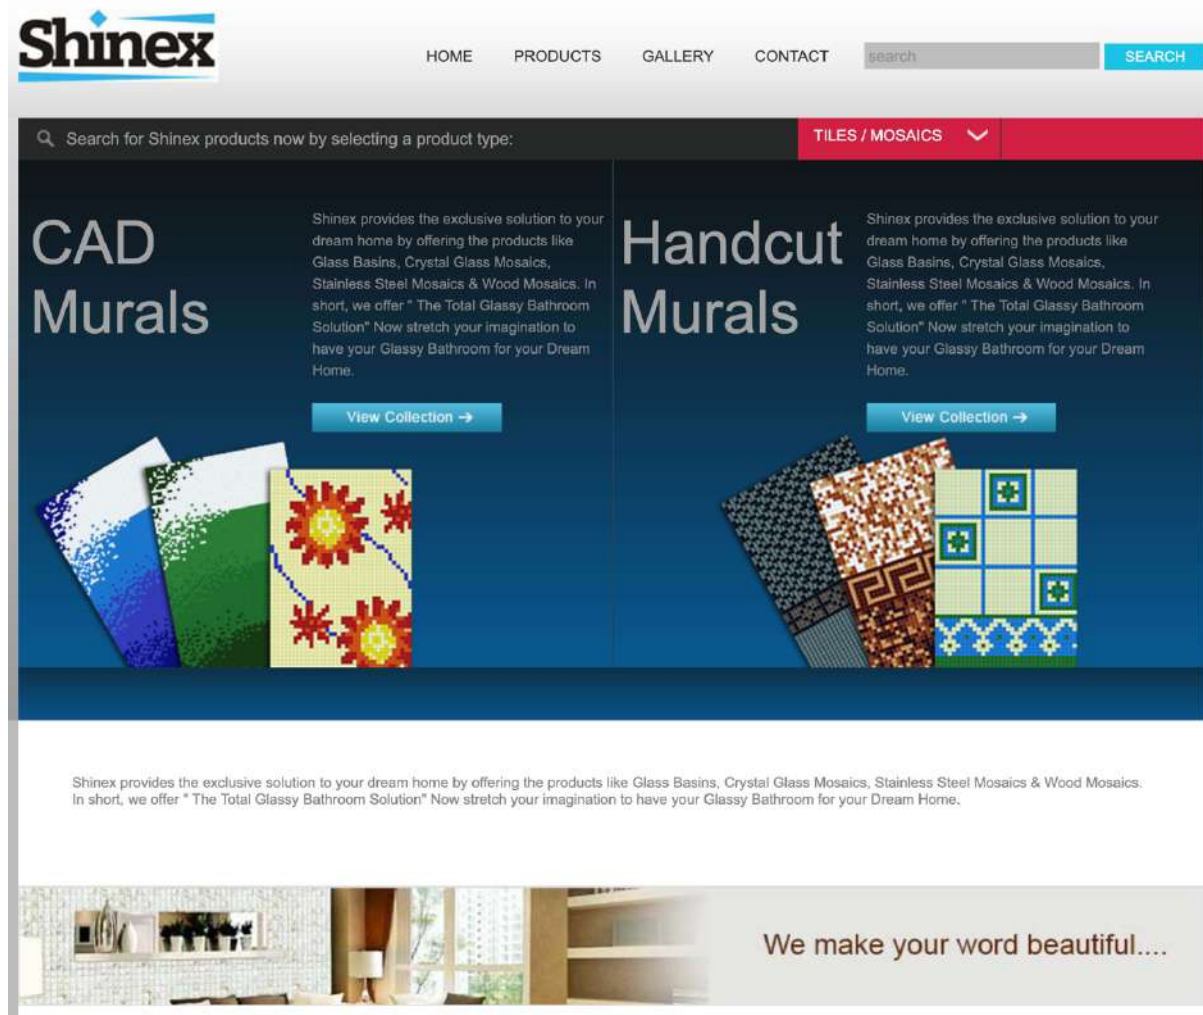 Shinex
HOME PRODUCTS GALLERY CONTACT search SEARCH
Search for Shinex products now by selecting a product type: TILES / MOSAICS
CAD
Murals
Shinex provides the exclusive solution to your
dream home by offering the products like
Glass Basins, Crystal Glass Mosaics,
Stainless Steel Mosaics & Wood Mosaics. In
short, we offer " The Total Glassy Bathroom
Solution" Now stretch your imagination to
have your Glassy Bathroom for your Dream
Home.
View Collection →
Handcut
Murals
Shinex provides the exclusive solution to your
dream home by offering the products like
Glass Basins, Crystal Glass Mosaics,
Stainless Steel Mosaics & Wood Mosaics. In
short, we offer " The Total Glassy Bathroom
Solution" Now stretch your imagination to
have your Glassy Bathroom for your Dream
Home.
View Collection →
Shinex provides the exclusive solution to your dream home by offering the products like Glass Basins, Crystal Glass Mosaics, Stainless Steel Mosaics & Wood Mosaics.
In short, we offer " The Total Glassy Bathroom Solution" Now stretch your imagination to have your Glassy Bathroom for your Dream Home.
We make your word beautiful....